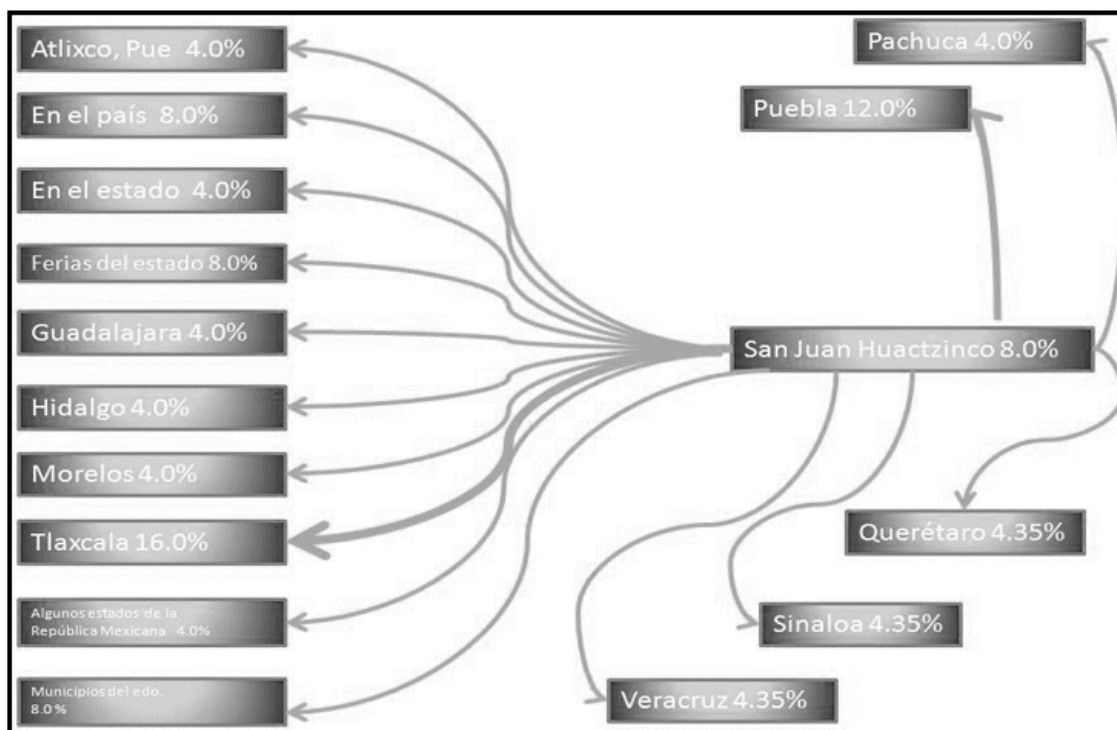 Atlixco, Pue 4.0%
En el país 8.0%
En el estado 4.0%
Ferias del estado 8.0%
Guadalajara 4.0%
Hidalgo 4.0%
Morelos 4.0%
Tlaxcala 16.0%
Algunos estados de la
República Mexicana 4.0%
Municipios del edo.
8.0 %
Pachuca 4.0%
Puebla 12.0%
San Juan Huactzinco 8.0%
Querétaro 4.35%
Sinaloa 4.35%
Veracruz 4.35%